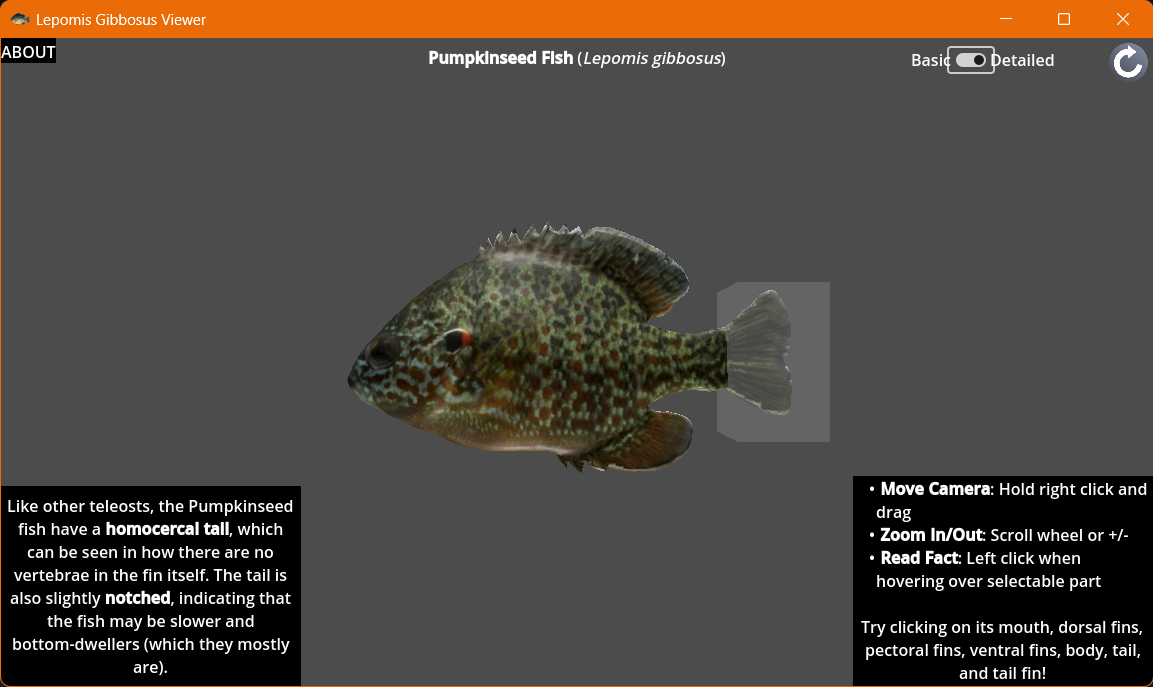 Lepomis Gibbosus Viewer
ABOUT
Pumpkinseed Fish (Lepomis gibbosus)
Basic
Detailed
Like other teleosts, the Pumpkinseed
fish have a homocercal tail, which
can be seen in how there are no
vertebrae in the fin itself. The tail is
also slightly notched, indicating that
the fish may be slower and
bottom-dwellers (which they mostly
are).
• Move Camera: Hold right click and
drag
• Zoom In/Out: Scroll wheel or +/-
• Read Fact: Left click when
hovering over selectable part
Try clicking on its mouth, dorsal fins,
pectoral fins, ventral fins, body, tail,
and tail fin!